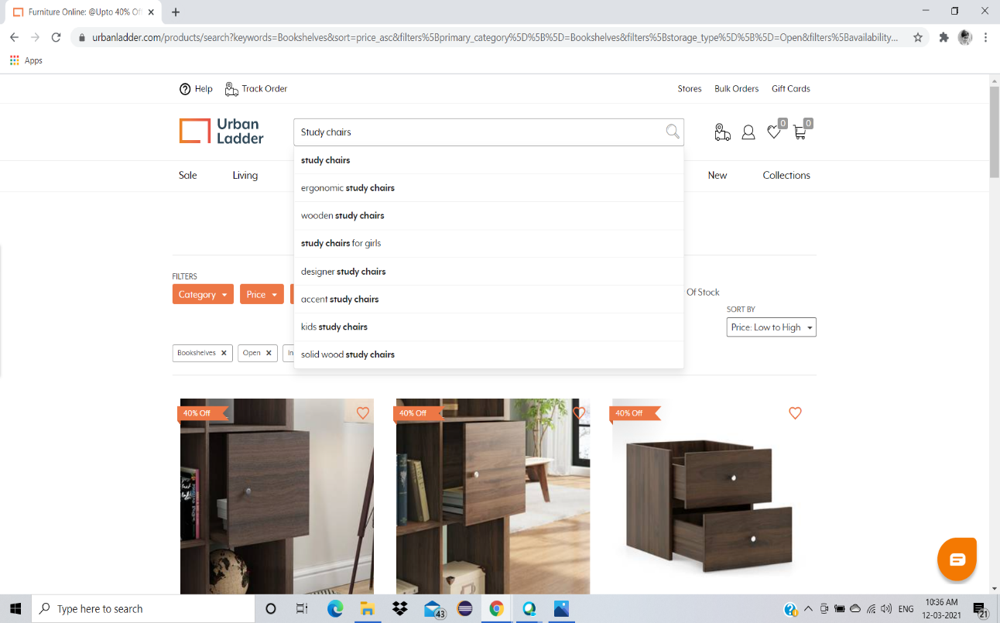 Furniture Online: @Upto 40% Of
urbanladder.com/products/search?keywords=Bookshelves&sort=price_asc&filters%5Bprimary_category%5D%5B%5D=Bookshelves&filters%5Bstorage_type%5D%5B%5D=Open&filters%5Bavailability...
Apps
Help Track Order Stores Bulk Orders Gift Cards
Urban
Ladder
Study chairs
0 0
Sale Living New Collections
study chairs
ergonomic study chairs
wooden study chairs
study chairs for girls
designer study chairs
accent study chairs
kids study chairs
solid wood study chairs
FILTERS
Category Price
Of Stock
SORT BY
Price: Low to High
Bookshelves Open In
40% Off 40% Off 40% Off
Type here to search
43
ENG
10:36 AM
12-03-2021
21